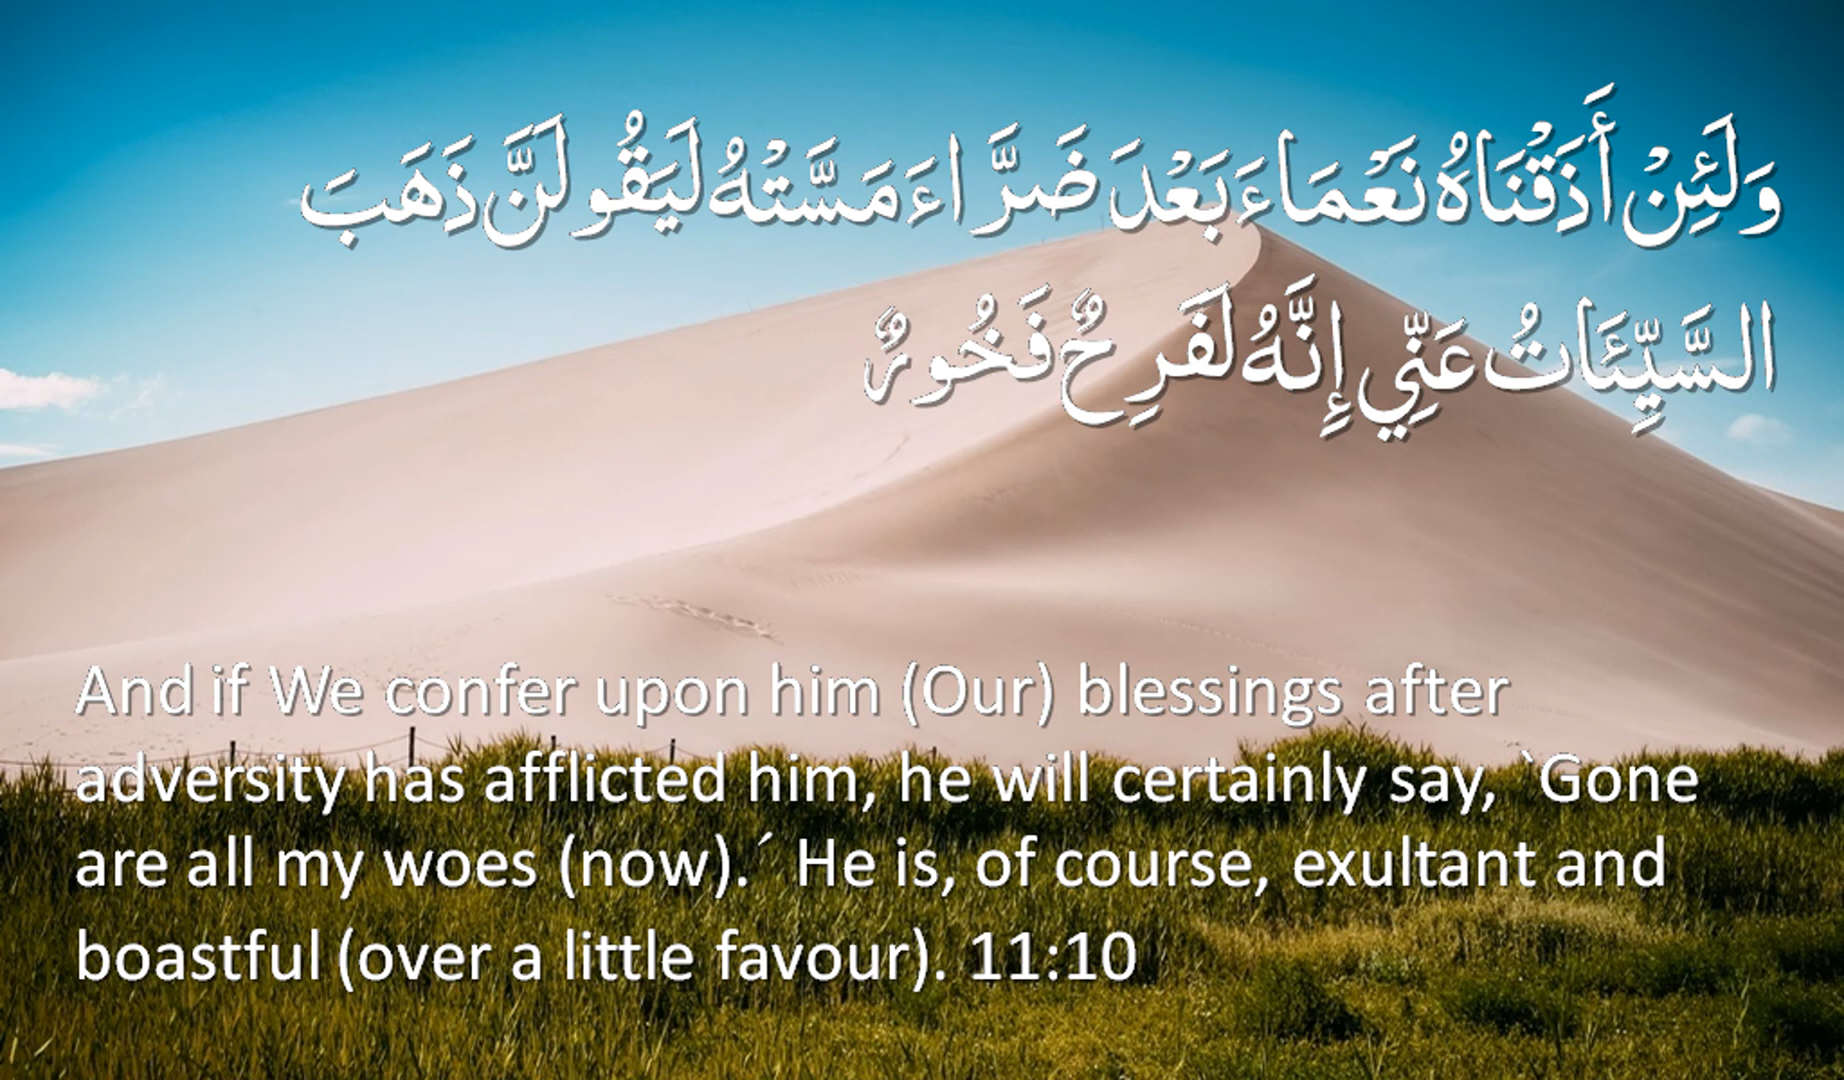 وَلَئِنْ أَذَقْنَاهُ نَعْمَاءَ بَعْدَ ضَرَّاءَ مَسَّتْهُ لَيَقُولَنَّ ذَهَبَ
السَّيِّئَاتُ عَنِّي إِنَّهُ لَفَرِحٌ فَخُورٌ
And if We confer upon him (Our) blessings after
adversity has afflicted him, he will certainly say, `Gone
are all my woes (now).´ He is, of course, exultant and
boastful (over a little favour). 11:10